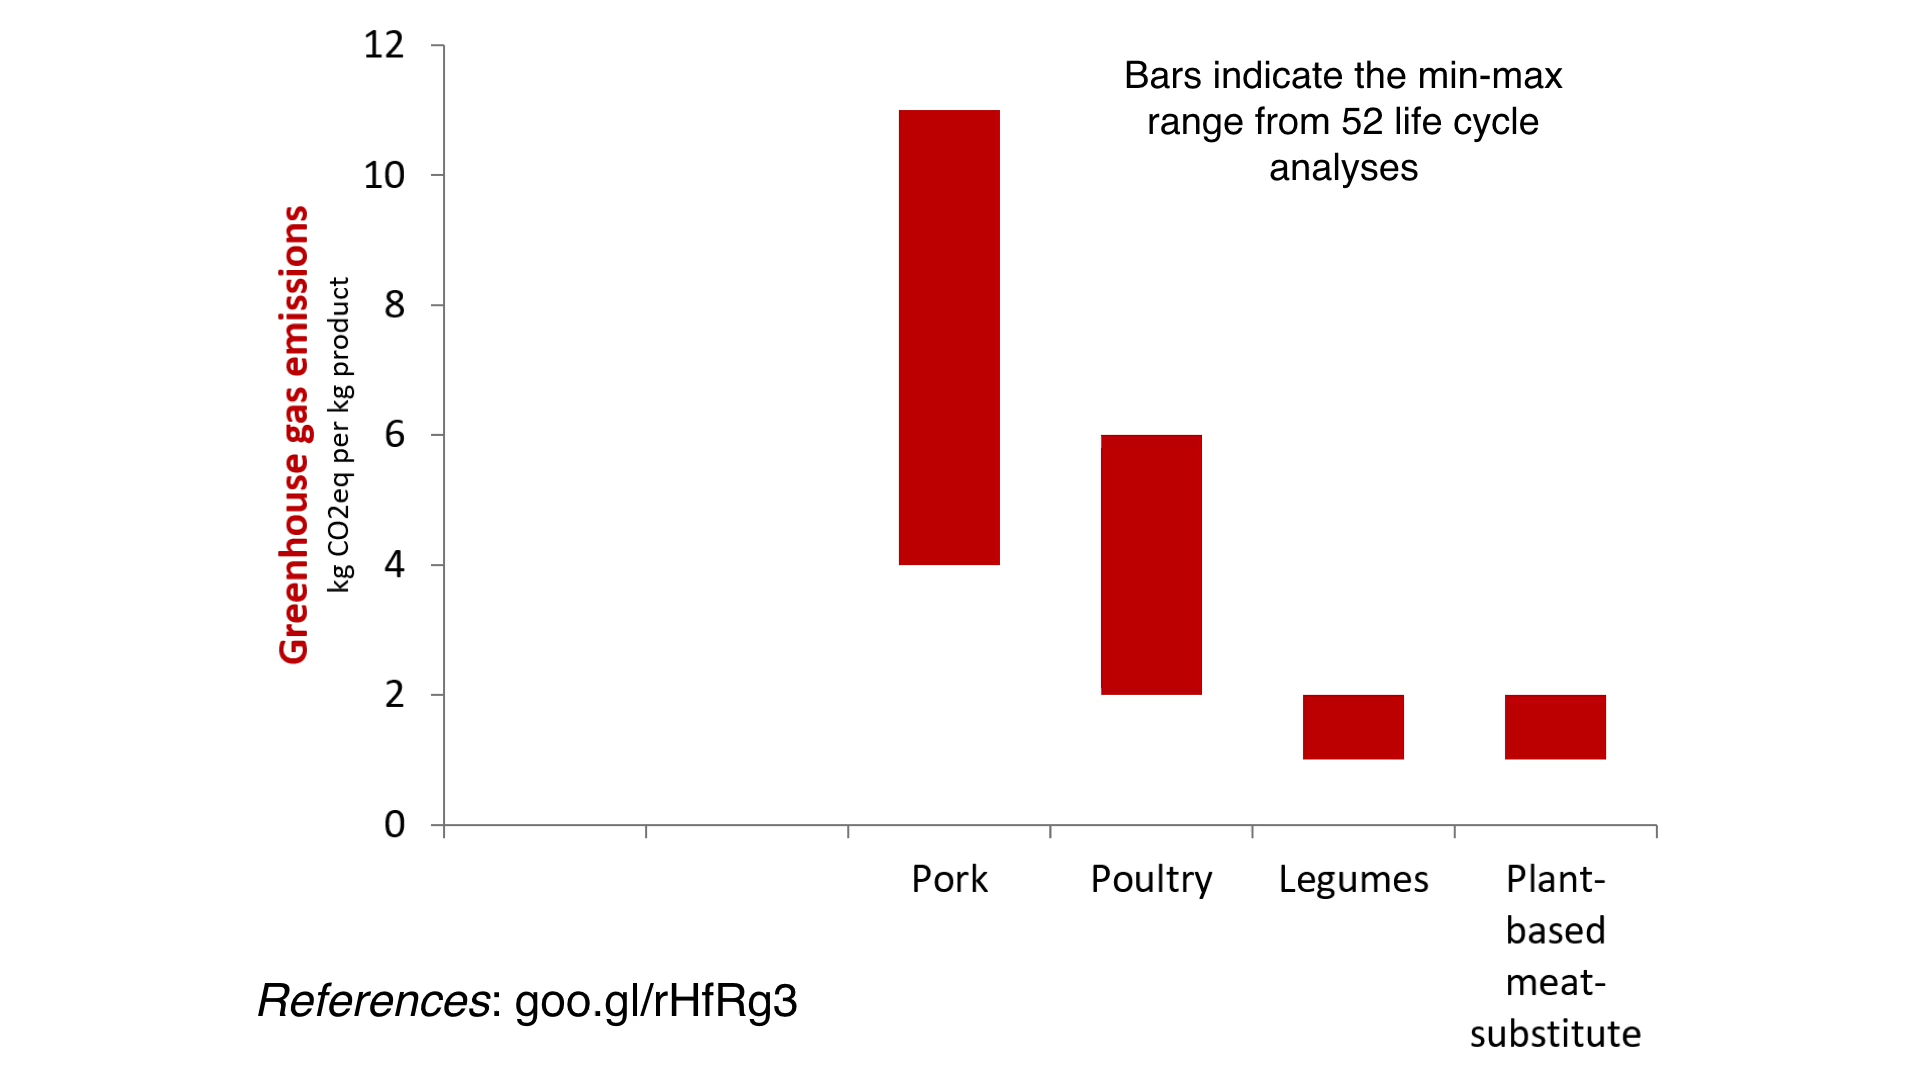 Bars indicate the min-max
range from 52 life cycle
analyses
Greenhouse gas emissions
kg CO2eq per kg product
12
10
8
6
4
2
0
Pork
Poultry
Legumes
Plant-
based
meat-
substitute
References: goo.gl/rHfRg3